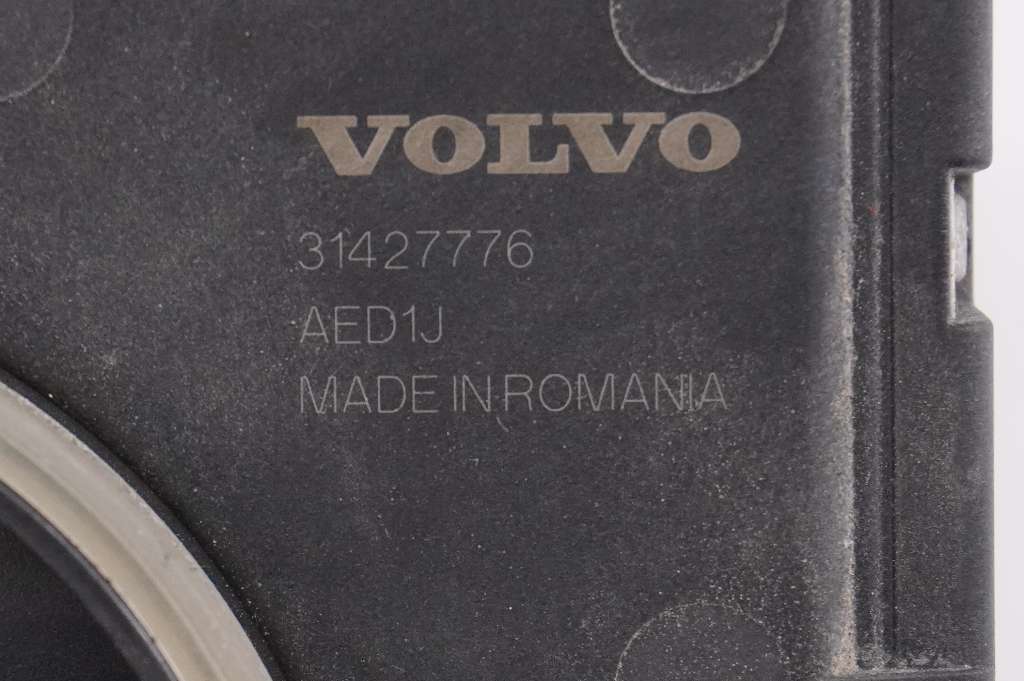 VOLVO
31427776
AED1J
MADE IN ROMANIA